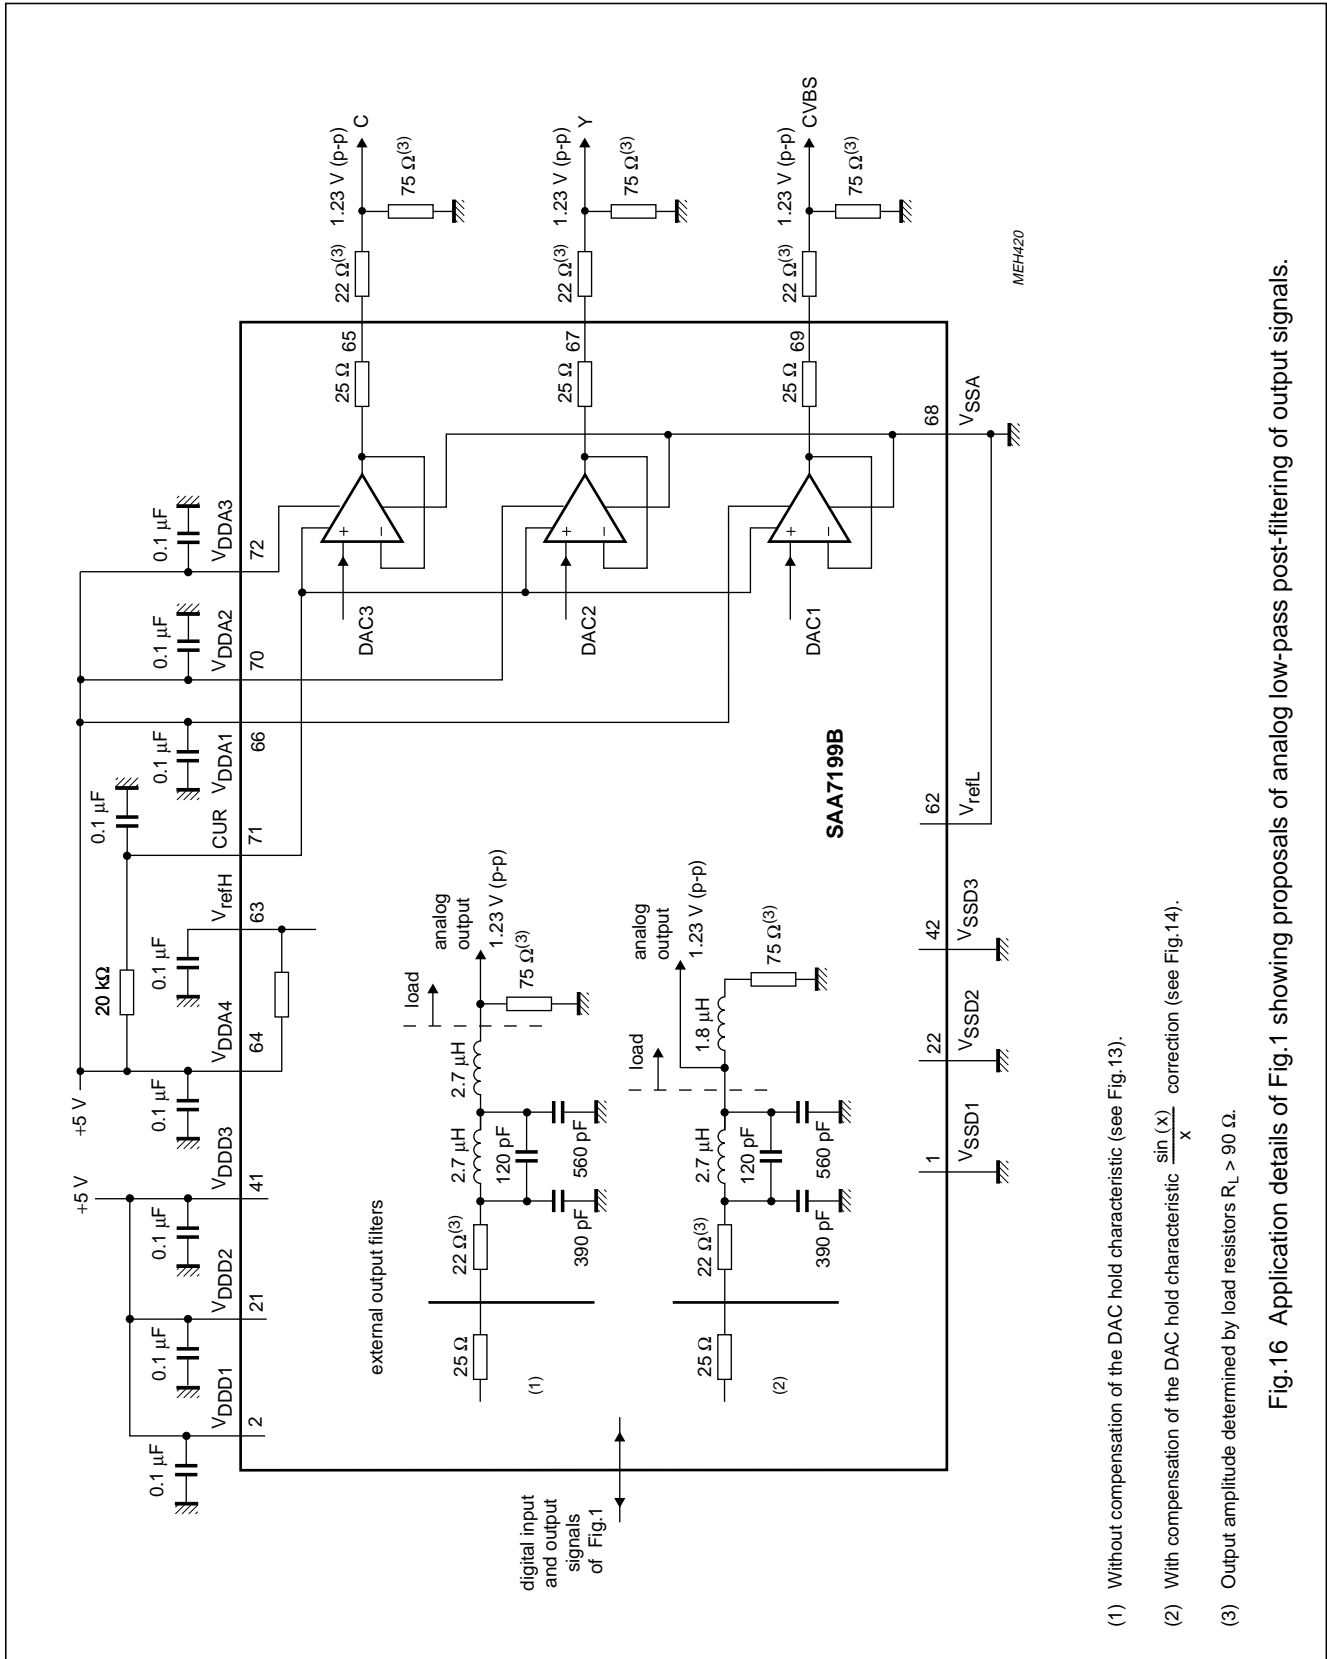 +5 V
+5 V
0.1 µF
0.1 µF
0.1 µF
0.1 µF
20 kΩ
0.1 µF
0.1 µF
0.1 µF
0.1 µF
0.1 µF
VDDD1
VDDD2
VDDD3
VDDA4
VrefH
CUR
VDDA1
VDDA2
VDDA3
2
21
41
64
63
71
66
70
72
DAC3
25 Ω
65
22 Ω(3)
1.23 V (p-p)
C
75 Ω(3)
DAC2
25 Ω
67
22 Ω(3)
1.23 V (p-p)
Y
75 Ω(3)
DAC1
25 Ω
69
22 Ω(3)
1.23 V (p-p)
CVBS
75 Ω(3)
+
−
+
−
+
−
external output filters
25 Ω
(1)
22 Ω(3)
2.7 µH
2.7 µH
120 pF
390 pF
560 pF
load
analog
output
1.23 V (p-p)
75 Ω(3)
25 Ω
(2)
22 Ω(3)
2.7 µH
120 pF
390 pF
560 pF
load
1.8 µH
analog
output
1.23 V (p-p)
75 Ω(3)
digital input
and output
signals
of Fig.1
SAA7199B
1
22
42
62
68
VSSD1
VSSD2
VSSD3
VrefL
VSSA
MEH420
(1) Without compensation of the DAC hold characteristic (see Fig.13).
(2) With compensation of the DAC hold characteristic sin (x) / x correction (see Fig.14).
(3) Output amplitude determined by load resistors RL > 90 Ω.
Fig.16 Application details of Fig.1 showing proposals of analog low-pass post-filtering of output signals.